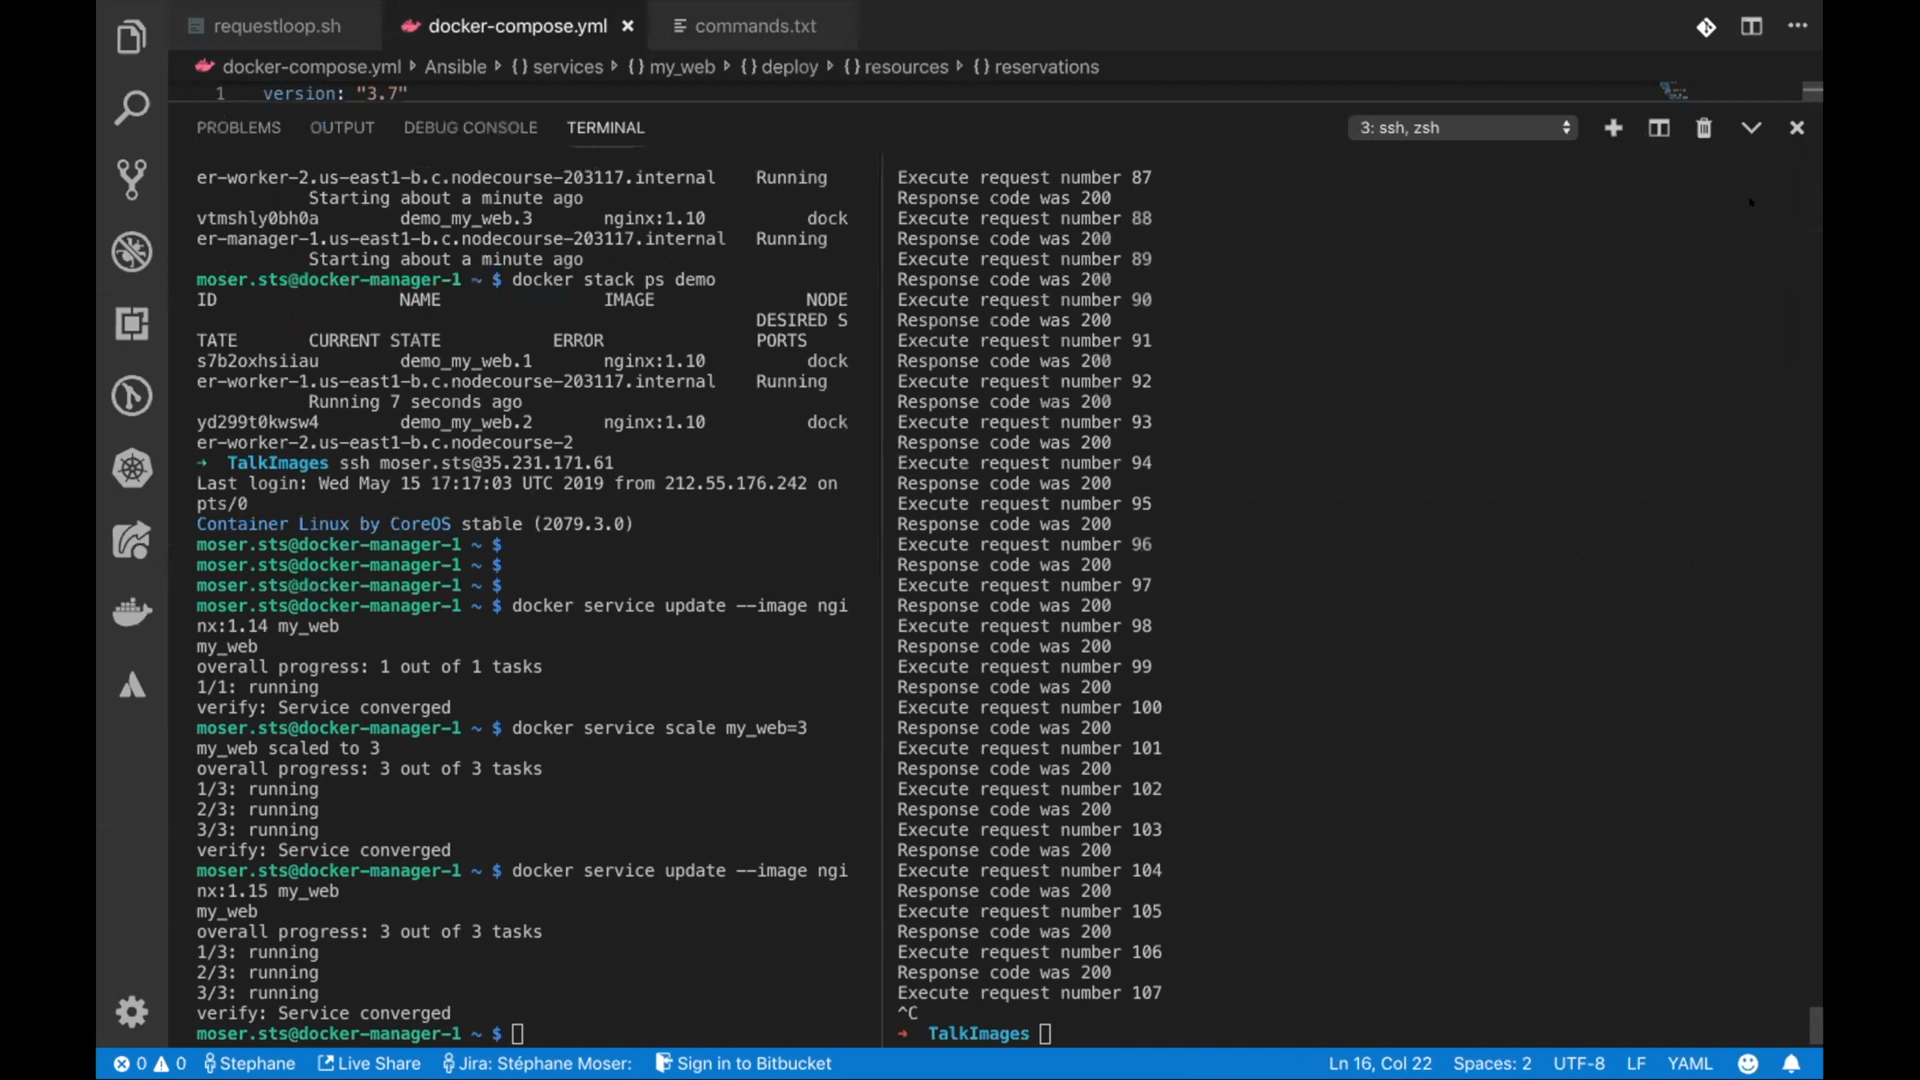 requestloop.sh
docker-compose.yml
commands.txt
docker-compose.yml Ansible {} services {} my_web {} deploy {} resources {} reservations
1 version: "3.7"
PROBLEMS OUTPUT DEBUG CONSOLE TERMINAL
3: ssh, zsh
er-worker-2.us-east1-b.c.nodecourse-203117.internal Running
Starting about a minute ago
vtmshly0bh0a demo_my_web.3 nginx:1.10 dock
er-manager-1.us-east1-b.c.nodecourse-203117.internal Running
Starting about a minute ago
moser.sts@docker-manager-1 ~ $ docker stack ps demo
ID NAME IMAGE NODE
DESIRED S
TATE CURRENT STATE ERROR PORTS
s7b2oxhsiiau demo_my_web.1 nginx:1.10 dock
er-worker-1.us-east1-b.c.nodecourse-203117.internal Running
Running 7 seconds ago
yd299t0kwsw4 demo_my_web.2 nginx:1.10 dock
er-worker-2.us-east1-b.c.nodecourse-2
→ TalkImages ssh moser.sts@35.231.171.61
Last login: Wed May 15 17:17:03 UTC 2019 from 212.55.176.242 on
pts/0
Container Linux by CoreOS stable (2079.3.0)
moser.sts@docker-manager-1 ~ $
moser.sts@docker-manager-1 ~ $
moser.sts@docker-manager-1 ~ $
moser.sts@docker-manager-1 ~ $ docker service update --image ngi
nx:1.14 my_web
my_web
overall progress: 1 out of 1 tasks
1/1: running
verify: Service converged
moser.sts@docker-manager-1 ~ $ docker service scale my_web=3
my_web scaled to 3
overall progress: 3 out of 3 tasks
1/3: running
2/3: running
3/3: running
verify: Service converged
moser.sts@docker-manager-1 ~ $ docker service update --image ngi
nx:1.15 my_web
my_web
overall progress: 3 out of 3 tasks
1/3: running
2/3: running
3/3: running
verify: Service converged
moser.sts@docker-manager-1 ~ $
Execute request number 87
Response code was 200
Execute request number 88
Response code was 200
Execute request number 89
Response code was 200
Execute request number 90
Response code was 200
Execute request number 91
Response code was 200
Execute request number 92
Response code was 200
Execute request number 93
Response code was 200
Execute request number 94
Response code was 200
Execute request number 95
Response code was 200
Execute request number 96
Response code was 200
Execute request number 97
Response code was 200
Execute request number 98
Response code was 200
Execute request number 99
Response code was 200
Execute request number 100
Response code was 200
Execute request number 101
Response code was 200
Execute request number 102
Response code was 200
Execute request number 103
Response code was 200
Execute request number 104
Response code was 200
Execute request number 105
Response code was 200
Execute request number 106
Response code was 200
Execute request number 107
^C
→ TalkImages
0 0 Stephane Live Share Jira: Stéphane Moser: Sign in to Bitbucket Ln 16, Col 22 Spaces: 2 UTF-8 LF YAML